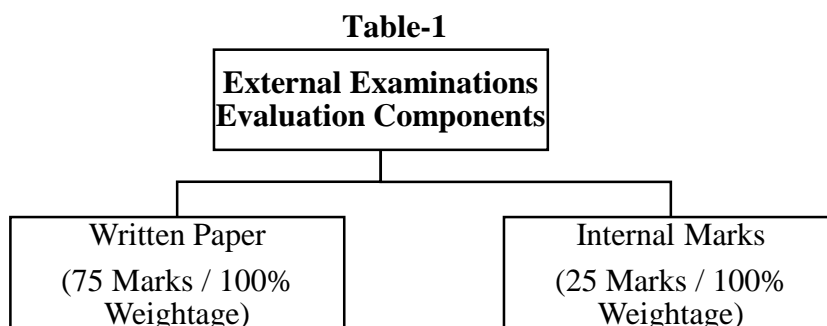 Table-1
External Examinations
Evaluation Components
Written Paper
(75 Marks / 100%
Weightage)
Internal Marks
(25 Marks / 100%
Weightage)